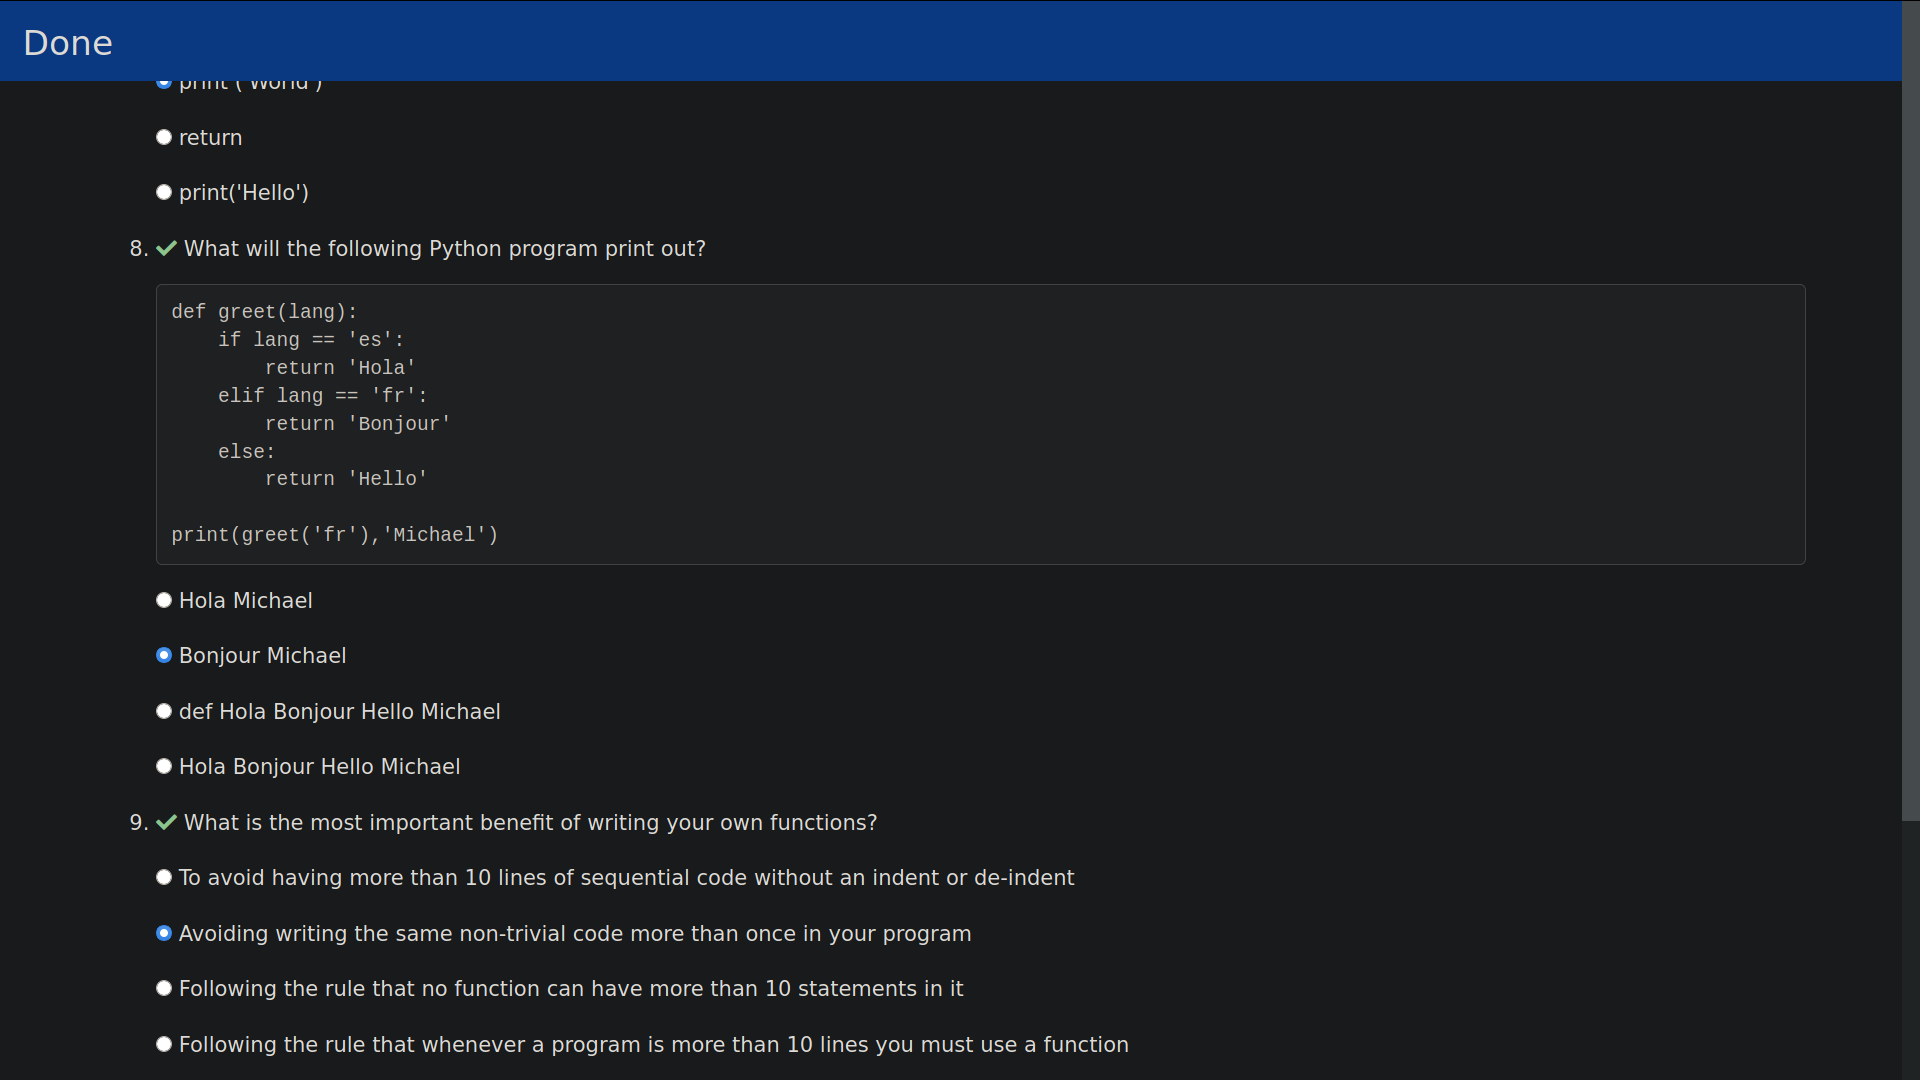 Done
print ('World')
return
print('Hello')
8. What will the following Python program print out?
def greet(lang):
    if lang == 'es':
        return 'Hola'
    elif lang == 'fr':
        return 'Bonjour'
    else:
        return 'Hello'
print(greet('fr'),'Michael')
Hola Michael
Bonjour Michael
def Hola Bonjour Hello Michael
Hola Bonjour Hello Michael
9. What is the most important benefit of writing your own functions?
To avoid having more than 10 lines of sequential code without an indent or de-indent
Avoiding writing the same non-trivial code more than once in your program
Following the rule that no function can have more than 10 statements in it
Following the rule that whenever a program is more than 10 lines you must use a function